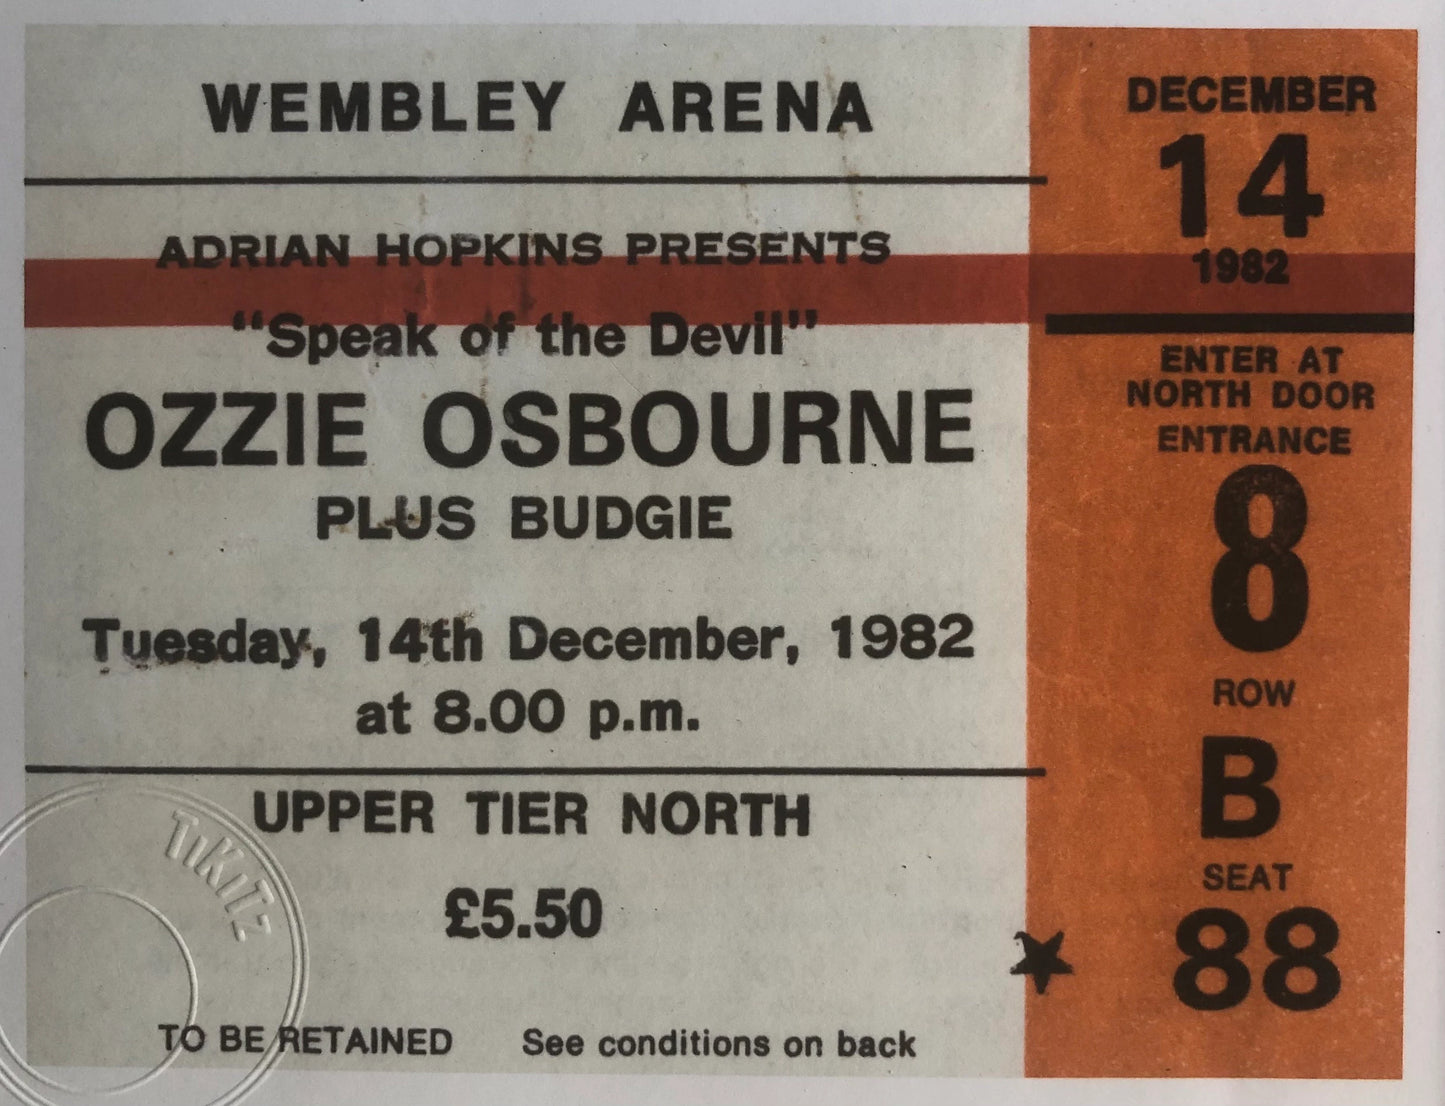 WEMBLEY ARENA
ADRIAN HOPKINS PRESENTS
"Speak of the Devil"
OZZIE OSBOURNE
PLUS BUDGIE
Tuesday, 14th December, 1982
at 8.00 p.m.
UPPER TIER NORTH
£5.50
TO BE RETAINED See conditions on back
TiKiTz
DECEMBER
14
1982
ENTER AT
NORTH DOOR
ENTRANCE
8
ROW
B
SEAT
88